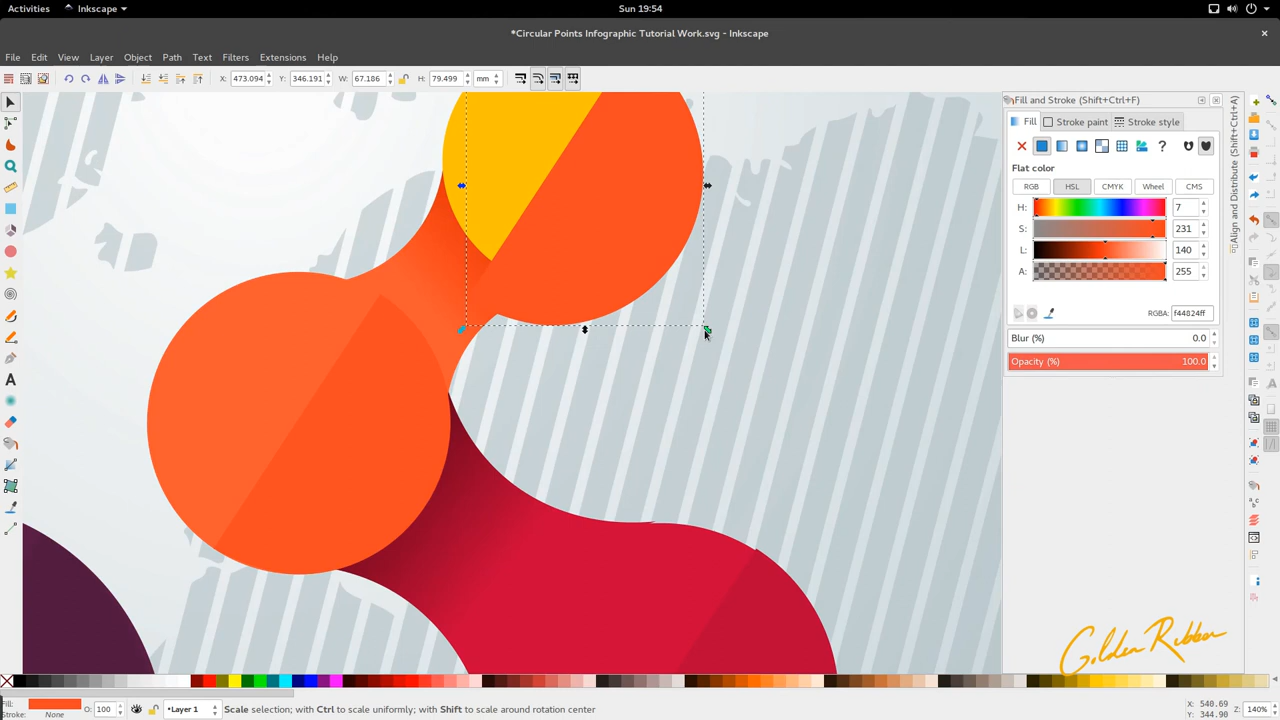 Activities
Inkscape
Sun 19:54
*Circular Points Infographic Tutorial Work.svg - Inkscape
File Edit View Layer Object Path Text Filters Extensions Help
X: 473.094 Y: 346.191 W: 67.186 H: 79.499 mm
Fill and Stroke (Shift+Ctrl+F)
Fill Stroke paint Stroke style
?
Flat color
RGB HSL CMYK Wheel CMS
H: 7
S: 231
L: 140
A: 255
RGBA: f44824ff
Blur (%) 0.0
Opacity (%) 100.0
Align and Distribute (Shift+Ctrl+A)
Golden Ribbon
Fill:
Stroke: None
O: 100
•Layer 1
Scale selection; with Ctrl to scale uniformly; with Shift to scale around rotation center
X: 540.69
Y: 344.90
Z: 140%